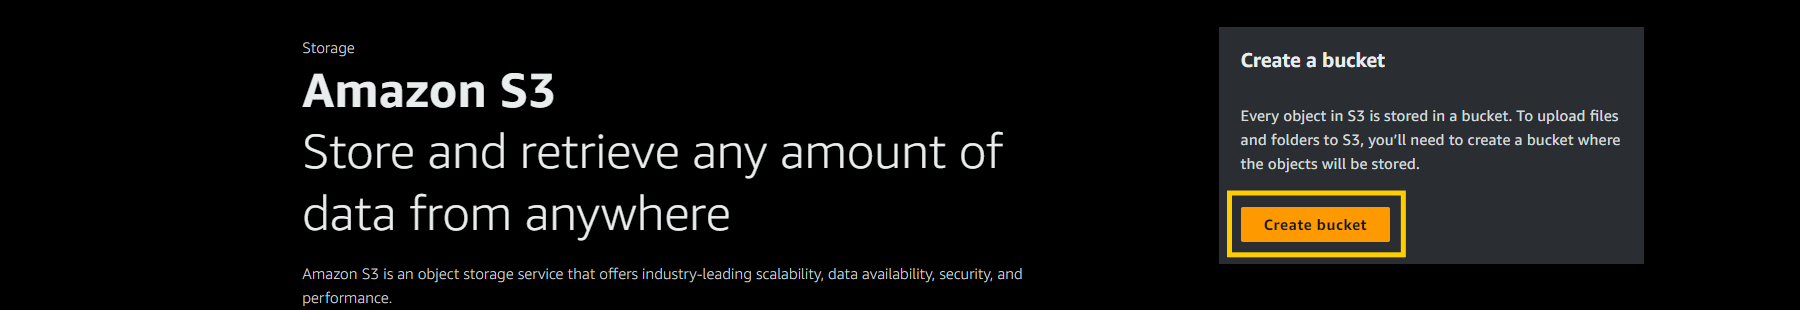 Storage
Amazon S3
Store and retrieve any amount of
data from anywhere
Amazon S3 is an object storage service that offers industry-leading scalability, data availability, security, and
performance.
Create a bucket
Every object in S3 is stored in a bucket. To upload files
and folders to S3, you'll need to create a bucket where
the objects will be stored.
Create bucket